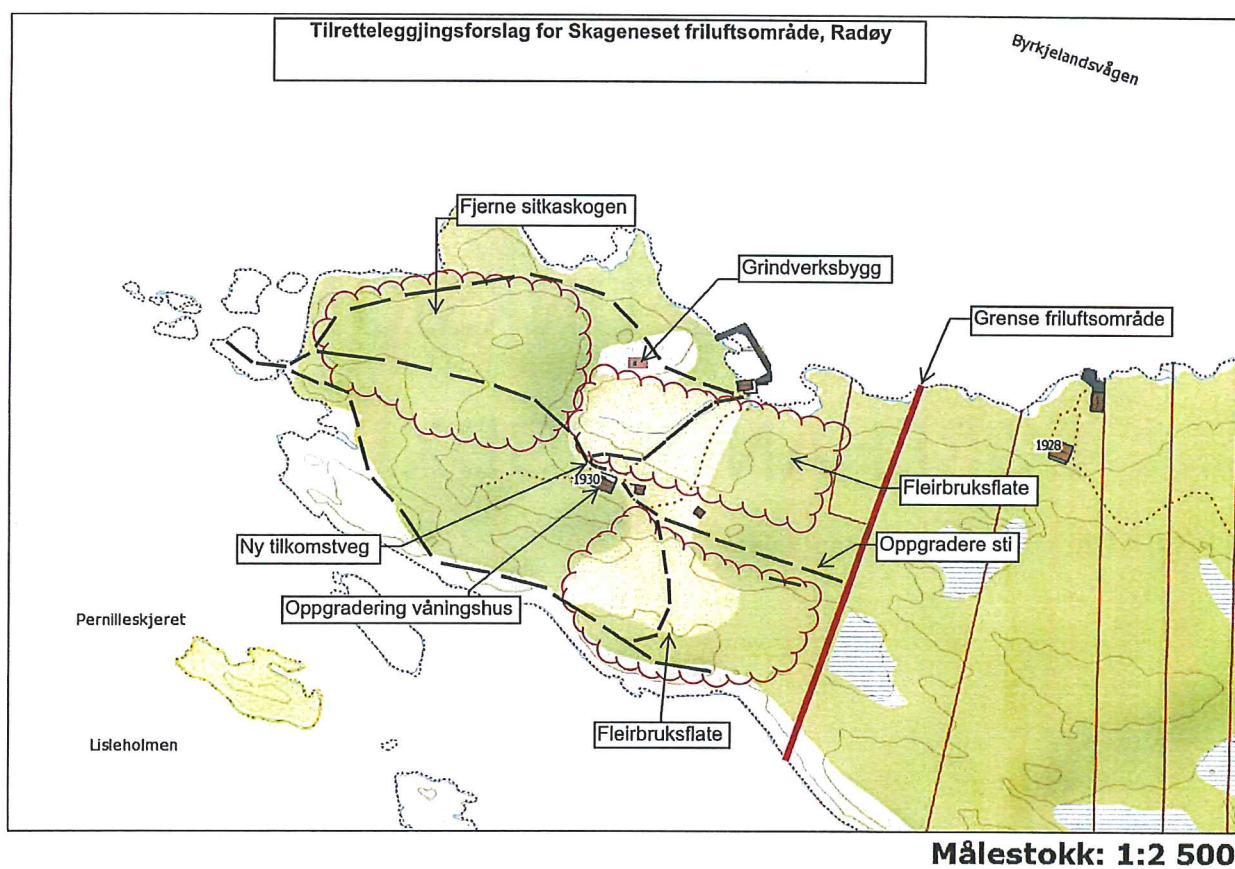 Tilretteleggjingsforslag for Skageneset friluftsområde, Radøy
Byrkjelandsvågen
Fjerne sitkaskogen
Grindverksbygg
Grense friluftsområde
1928
1930
Fleirbruksflate
Ny tilkomstveg
Oppgradere sti
Oppgradering våningshus
Pernilleskjeret
Fleirbruksflate
Lisleholmen
Målestokk: 1:2 500